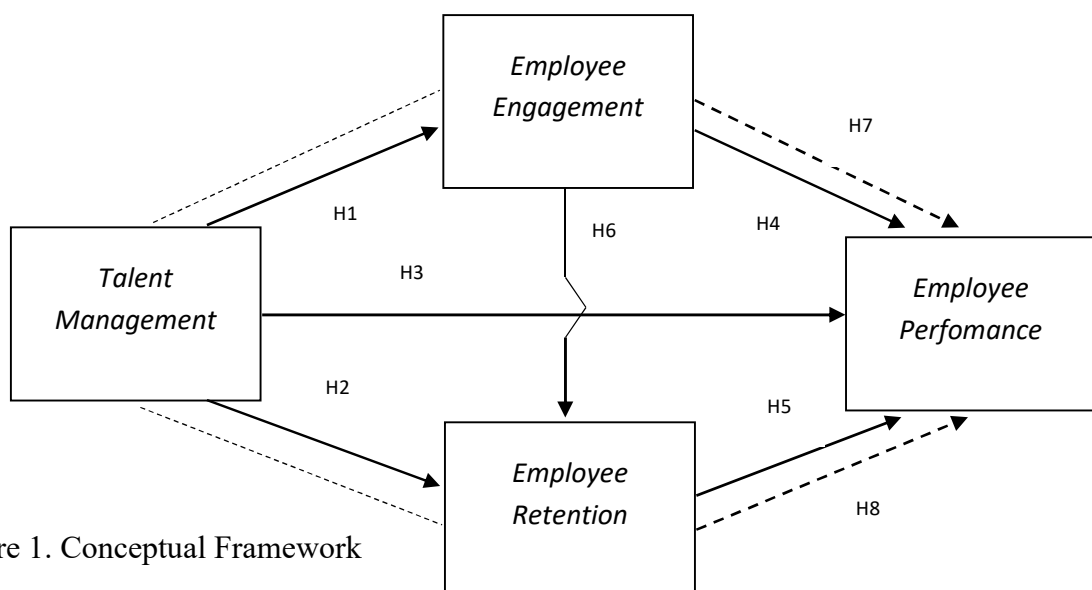 Employee
Engagement
H7
H1
H6
H4
Talent
Management
H3
Employee
Perfomance
H2
H5
Employee
Retention
H8
re 1. Conceptual Framework